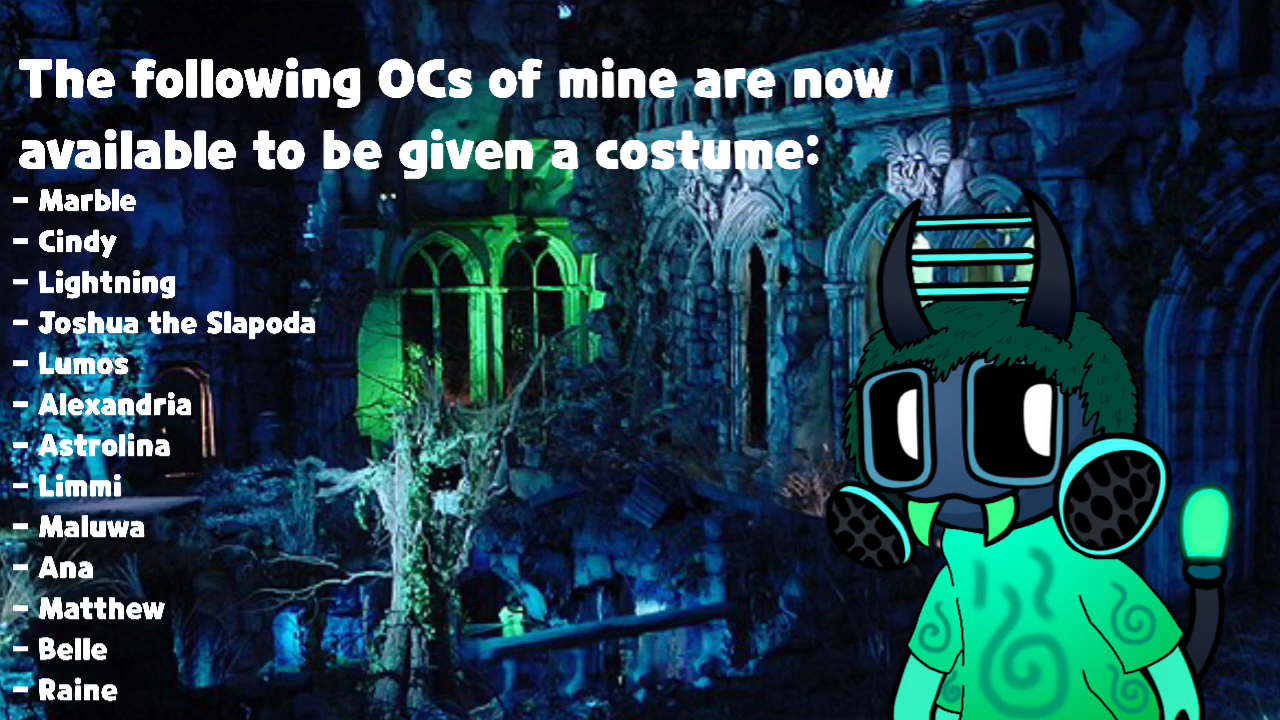 The following OCs of mine are now
available to be given a costume:
- Marble
- Cindy
- Lightning
- Joshua the Slapoda
- Lumos
- Alexandria
- Astrolina
- Limmi
- Maluwa
- Ana
- Matthew
- Belle
- Raine